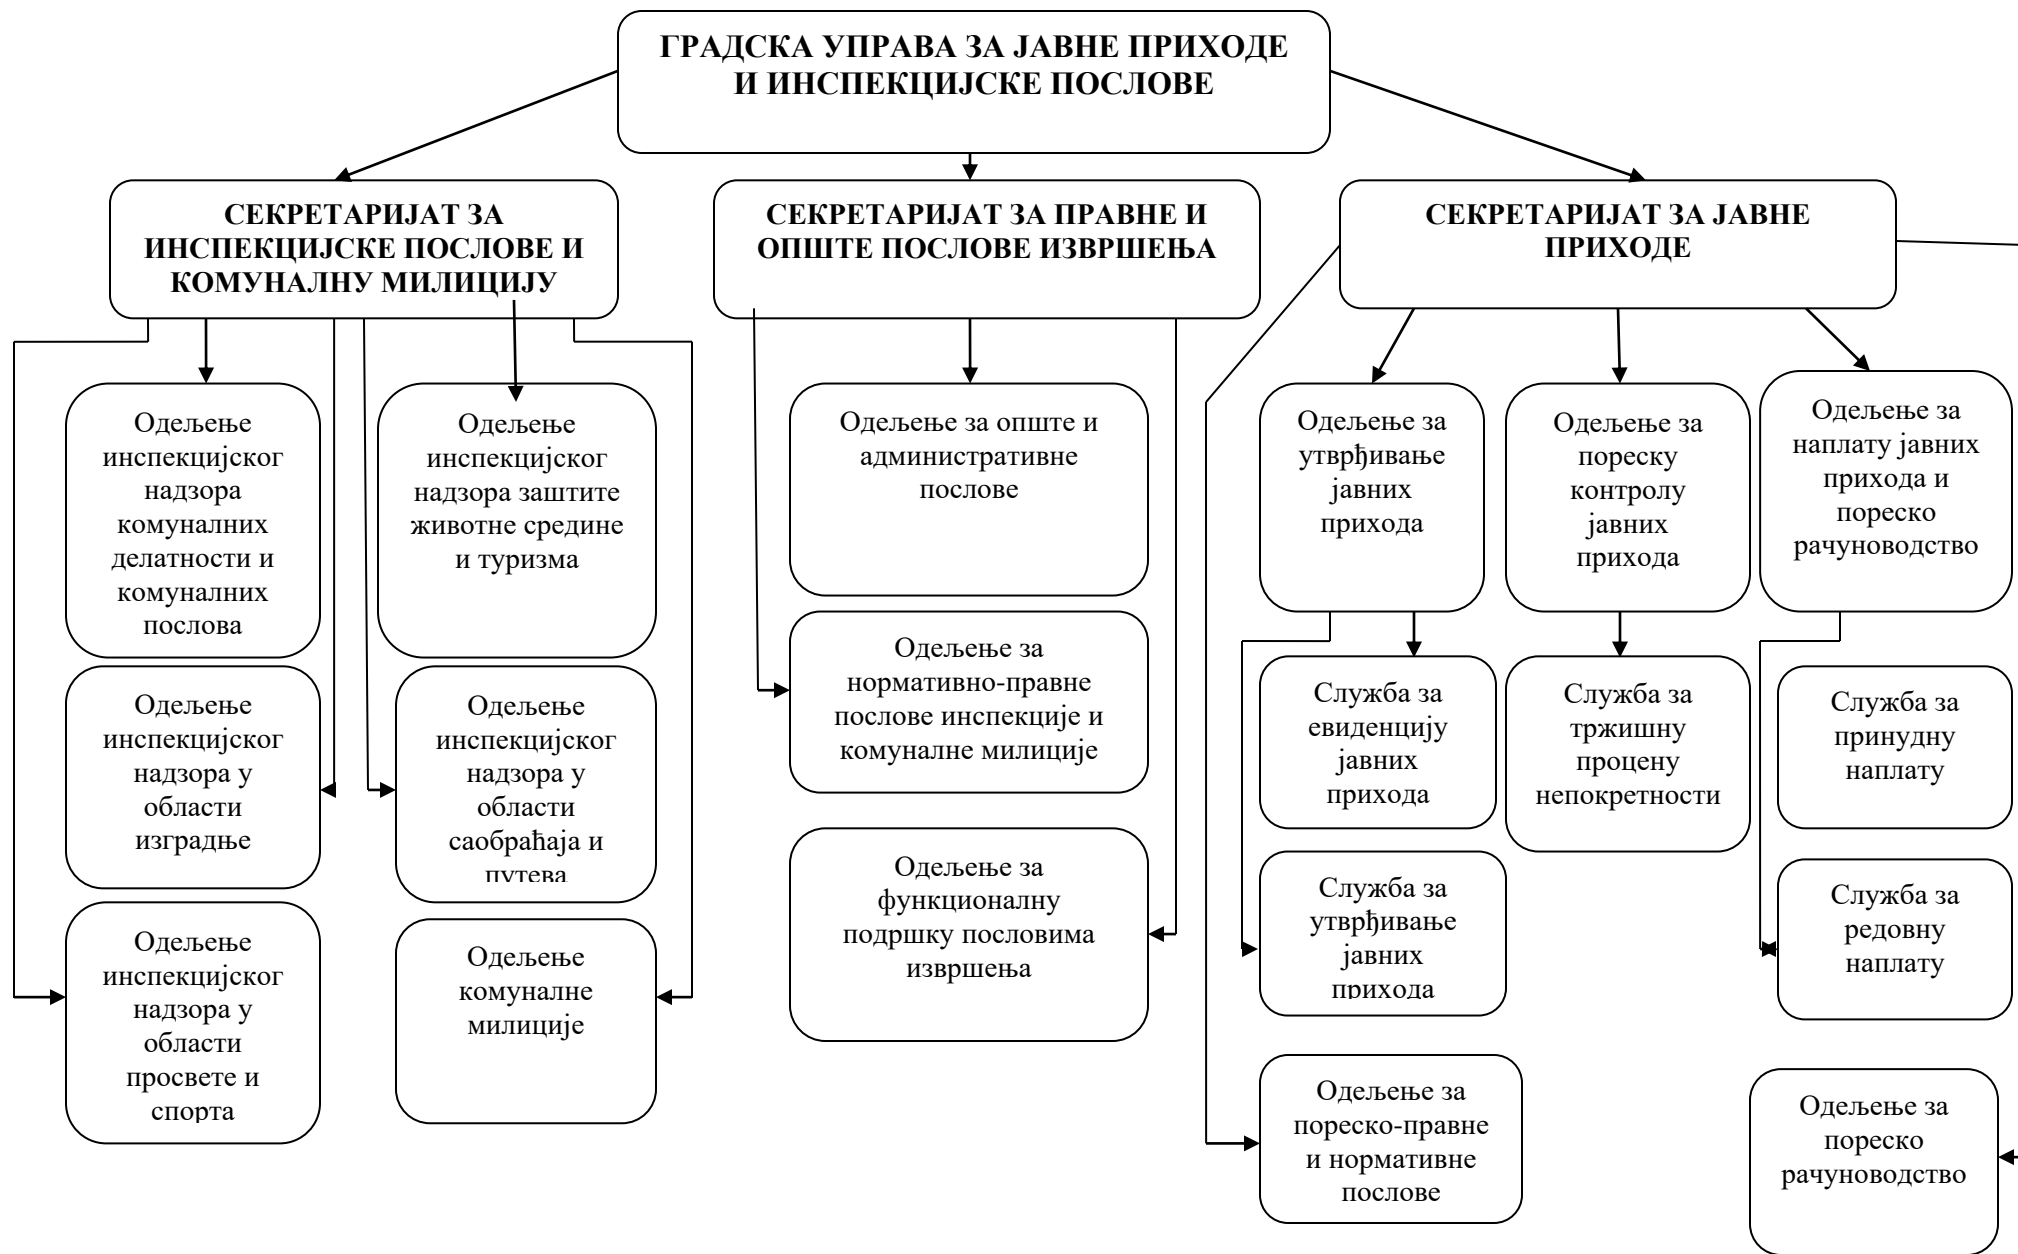 ГРАДСКА УПРАВА ЗА ЈАВНЕ ПРИХОДЕ
И ИНСПЕКЦИЈСКЕ ПОСЛОВЕ
СЕКРЕТАРИЈАТ ЗА
ИНСПЕКЦИЈСКЕ ПОСЛОВЕ И
КОМУНАЛНУ МИЛИЦИЈУ
СЕКРЕТАРИЈАТ ЗА ПРАВНЕ И
ОПШТЕ ПОСЛОВЕ ИЗВРШЕЊА
СЕКРЕТАРИЈАТ ЗА ЈАВНЕ
ПРИХОДЕ
Одељење
инспекцијског
надзора
комуналних
делатности и
комуналних
послова
Одељење
инспекцијског
надзора заштите
животне средине
и туризма
Одељење за опште и
административне
послове
Одељење за
утврђивање
јавних
прихода
Одељење за
пореску
контролу
јавних
прихода
Одељење за
наплату јавних
прихода и
пореско
рачуноводство
Одељење
инспекцијског
надзора у
области
изградње
Одељење
инспекцијског
надзора у
области
саобраћаја и
путева
Одељење за
нормативно-правне
послове инспекције и
комуналне милиције
Служба за
евиденцију
јавних
прихода
Служба за
тржишну
процену
непокретности
Служба за
принудну
наплату
Одељење
инспекцијског
надзора у
области
просвете и
спорта
Одељење
комуналне
милиције
Одељење за
функционалну
подршку пословима
извршења
Служба за
утврђивање
јавних
прихода
Служба за
редовну
наплату
Одељење за
пореско-правне
и нормативне
послове
Одељење за
пореско
рачуноводство